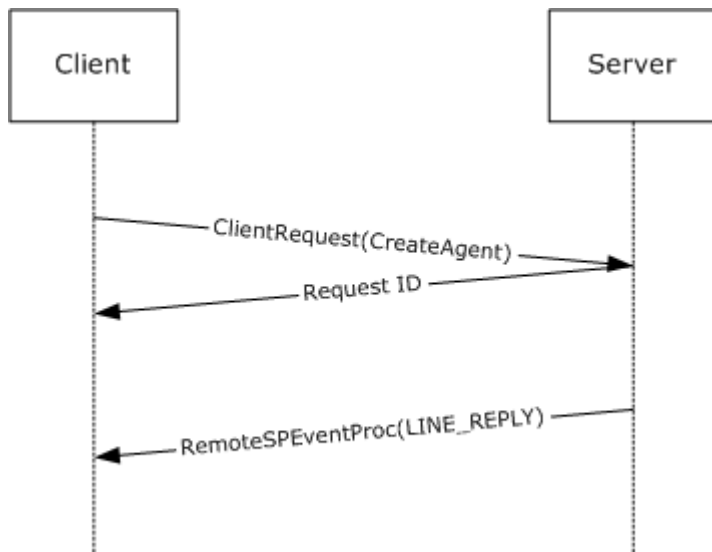 Client
Server
ClientRequest(CreateAgent)
Request ID
RemoteSPEventProc(LINE_REPLY)